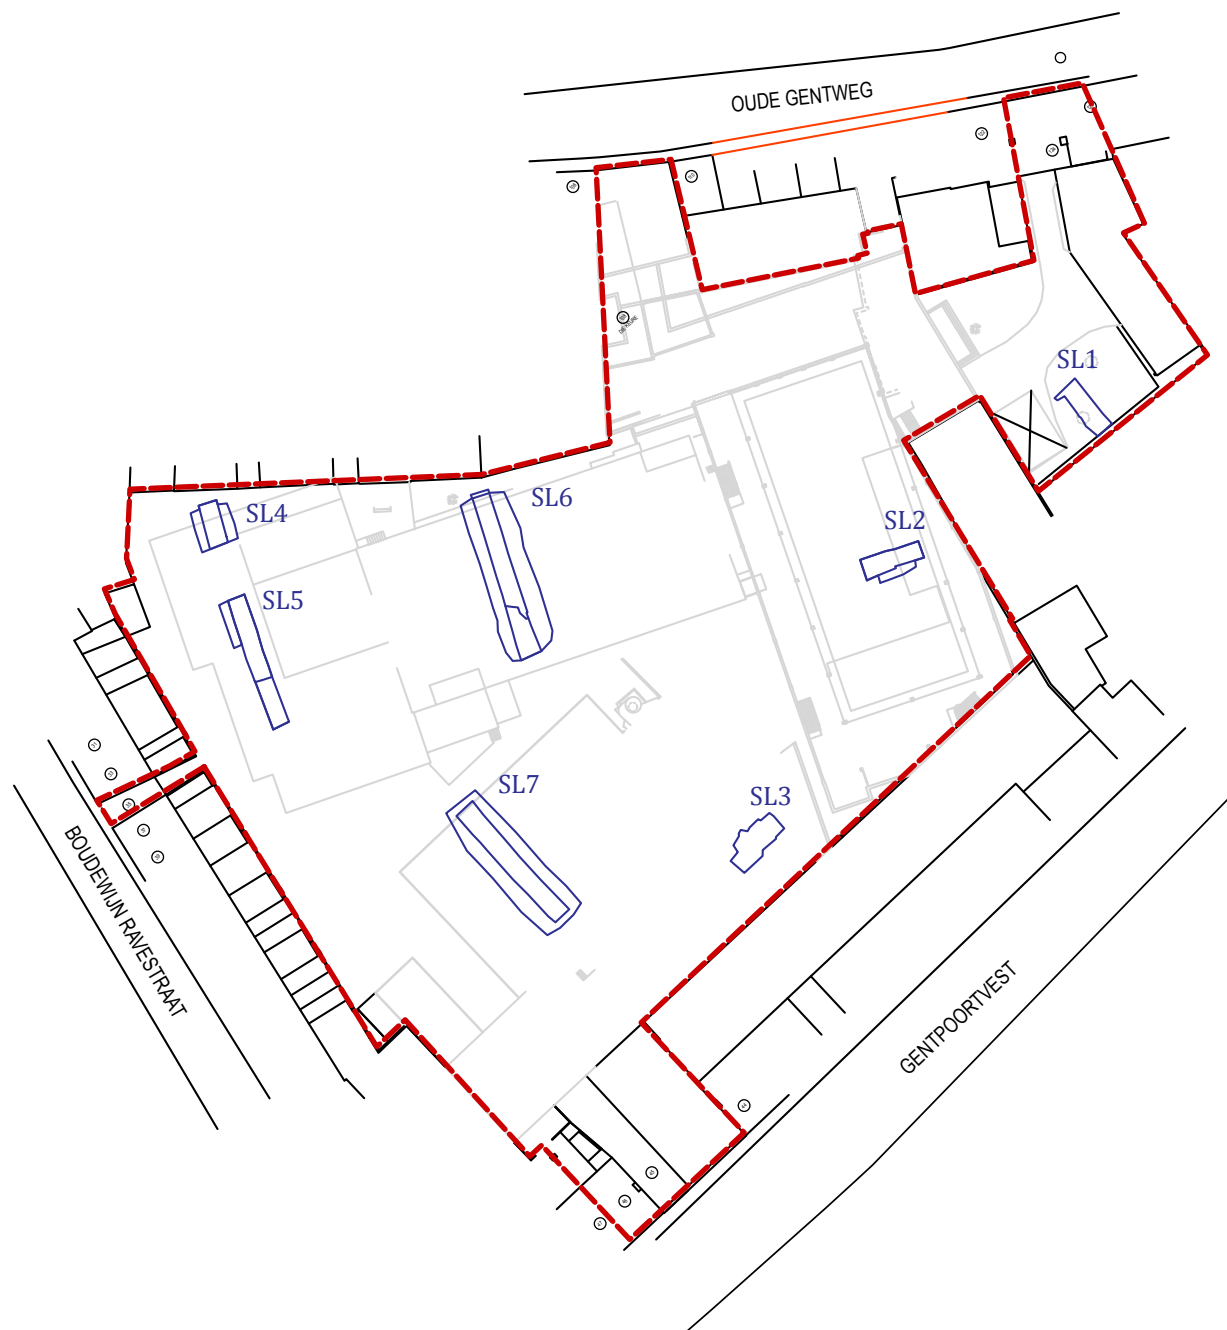 OUDE GENTWEG
SL1
SL6
SL4
SL2
SL5
SL7
SL3
BOUDEWIJN RAVESTRAAT
GENTPOORTVEST